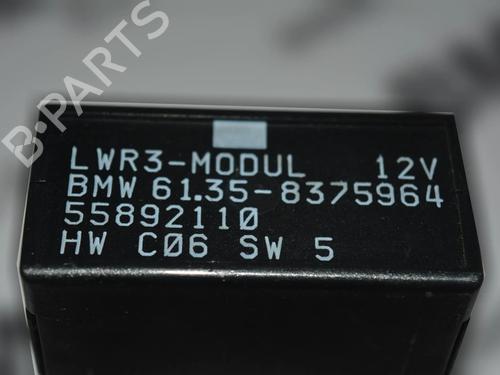 B-PARTS
LWR3-MODUL 12V
BMW 61.35-8375964
55892110
HW C06 SW 5